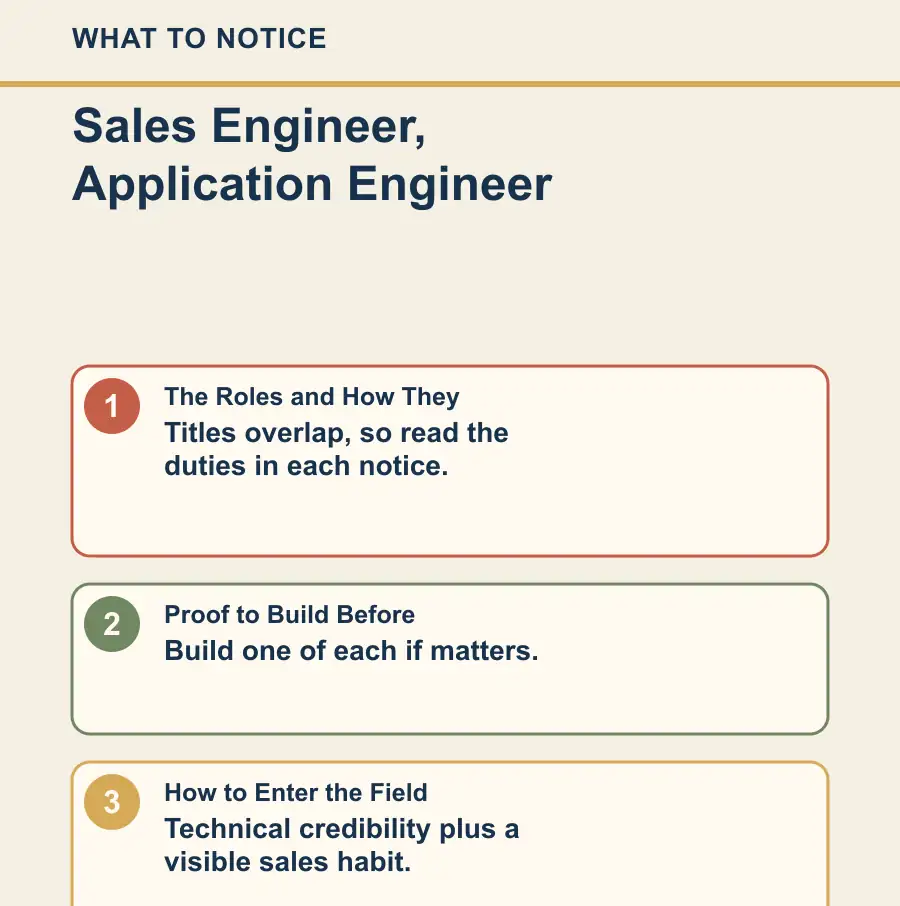 WHAT TO NOTICE
Sales Engineer,
Application Engineer
1
The Roles and How They
Titles overlap, so read the
duties in each notice.
2
Proof to Build Before
Build one of each if matters.
3
How to Enter the Field
Technical credibility plus a
visible sales habit.